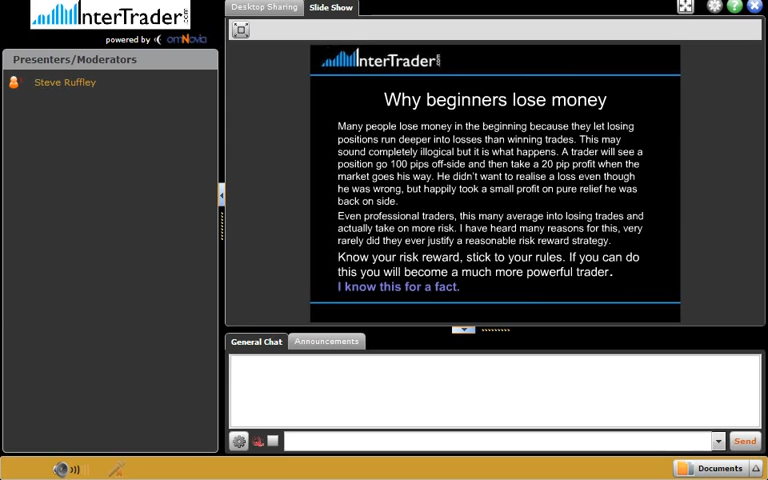 InterTrader.com
powered by omNovia
Presenters/Moderators
Steve Ruffley
Desktop Sharing
Slide Show
InterTrader.com
Why beginners lose money
Many people lose money in the beginning because they let losing
positions run deeper into losses than winning trades. This may
sound completely illogical but it is what happens. A trader will see a
position go 100 pips off-side and then take a 20 pip profit when the
market goes his way. He didn't want to realise a loss even though
he was wrong, but happily took a small profit on pure relief he was
back on side.
Even professional traders, this many average into losing trades and
actually take on more risk. I have heard many reasons for this, very
rarely did they ever justify a reasonable risk reward strategy.
Know your risk reward, stick to your rules. If you can do
this you will become a much more powerful trader.
I know this for a fact.
General Chat
Announcements
Send
Documents